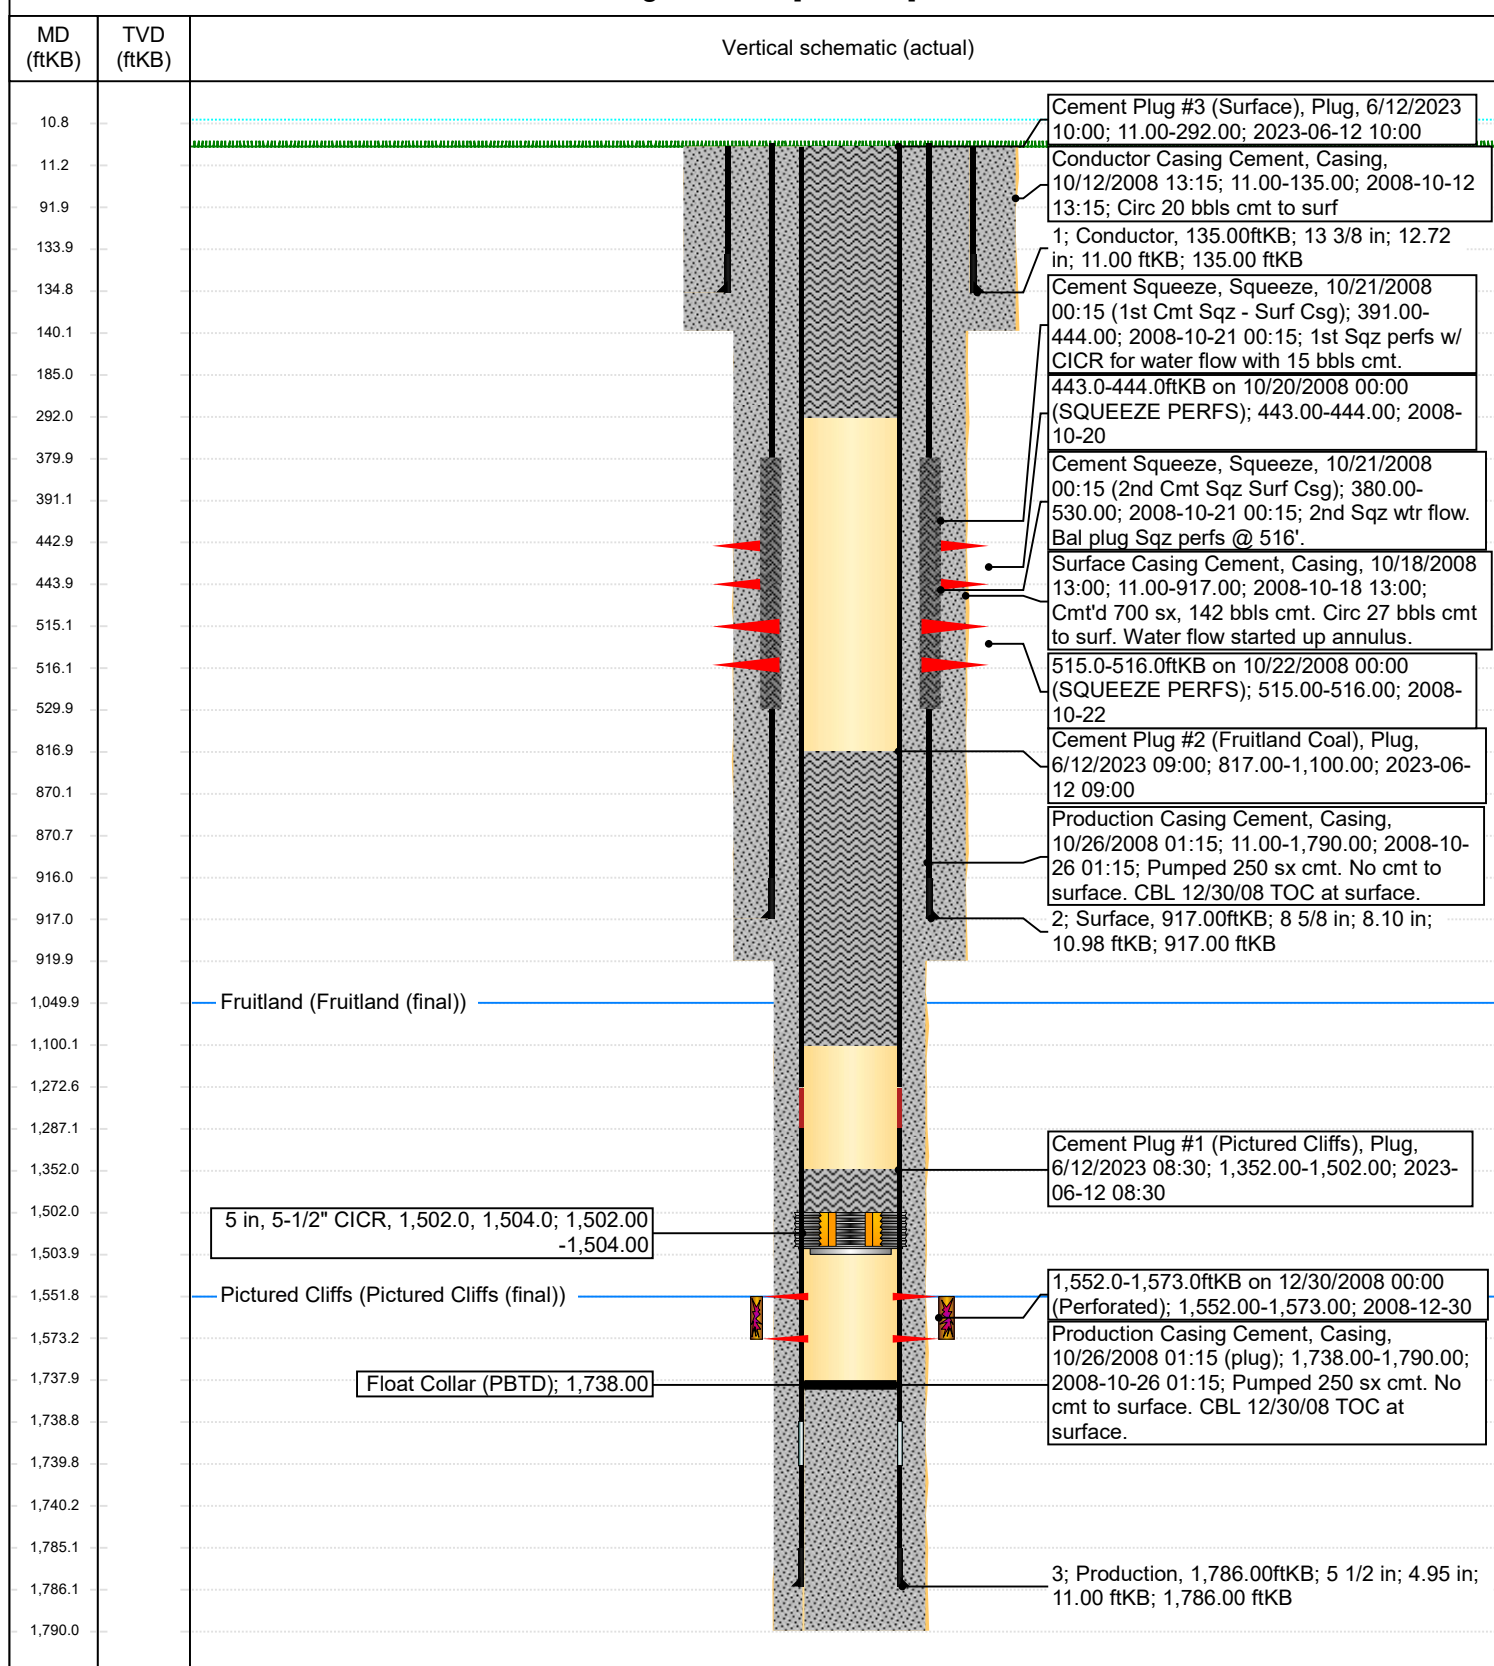 MD
(ftKB)
TVD
(ftKB)
Vertical schematic (actual)
10.8
11.2
91.9
133.9
134.8
140.1
185.0
292.0
379.9
391.1
442.9
443.9
515.1
516.1
529.9
816.9
870.1
870.7
916.0
917.0
919.9
1,049.9
1,100.1
1,272.6
1,287.1
1,352.0
1,502.0
1,503.9
1,551.8
1,573.2
1,737.9
1,738.8
1,739.8
1,740.2
1,785.1
1,786.1
1,790.0
Fruitland (Fruitland (final))
5 in, 5-1/2" CICR, 1,502.0, 1,504.0; 1,502.00
-1,504.00
Pictured Cliffs (Pictured Cliffs (final))
Float Collar (PBTD); 1,738.00
Cement Plug #3 (Surface), Plug, 6/12/2023
10:00; 11.00-292.00; 2023-06-12 10:00
Conductor Casing Cement, Casing,
10/12/2008 13:15; 11.00-135.00; 2008-10-12
13:15; Circ 20 bbls cmt to surf
1; Conductor, 135.00ftKB; 13 3/8 in; 12.72
in; 11.00 ftKB; 135.00 ftKB
Cement Squeeze, Squeeze, 10/21/2008
00:15 (1st Cmt Sqz - Surf Csg); 391.00-
444.00; 2008-10-21 00:15; 1st Sqz perfs w/
CICR for water flow with 15 bbls cmt.
443.0-444.0ftKB on 10/20/2008 00:00
(SQUEEZE PERFS); 443.00-444.00; 2008-
10-20
Cement Squeeze, Squeeze, 10/21/2008
00:15 (2nd Cmt Sqz Surf Csg); 380.00-
530.00; 2008-10-21 00:15; 2nd Sqz wtr flow.
Bal plug Sqz perfs @ 516'.
Surface Casing Cement, Casing, 10/18/2008
13:00; 11.00-917.00; 2008-10-18 13:00;
Cmt'd 700 sx, 142 bbls cmt. Circ 27 bbls cmt
to surf. Water flow started up annulus.
515.0-516.0ftKB on 10/22/2008 00:00
(SQUEEZE PERFS); 515.00-516.00; 2008-
10-22
Cement Plug #2 (Fruitland Coal), Plug,
6/12/2023 09:00; 817.00-1,100.00; 2023-06-
12 09:00
Production Casing Cement, Casing,
10/26/2008 01:15; 11.00-1,790.00; 2008-10-
26 01:15; Pumped 250 sx cmt. No cmt to
surface. CBL 12/30/08 TOC at surface.
2; Surface, 917.00ftKB; 8 5/8 in; 8.10 in;
10.98 ftKB; 917.00 ftKB
Cement Plug #1 (Pictured Cliffs), Plug,
6/12/2023 08:30; 1,352.00-1,502.00; 2023-
06-12 08:30
1,552.0-1,573.0ftKB on 12/30/2008 00:00
(Perforated); 1,552.00-1,573.00; 2008-12-30
Production Casing Cement, Casing,
10/26/2008 01:15 (plug); 1,738.00-1,790.00;
2008-10-26 01:15; Pumped 250 sx cmt. No
cmt to surface. CBL 12/30/08 TOC at
surface.
3; Production, 1,786.00ftKB; 5 1/2 in; 4.95 in;
11.00 ftKB; 1,786.00 ftKB